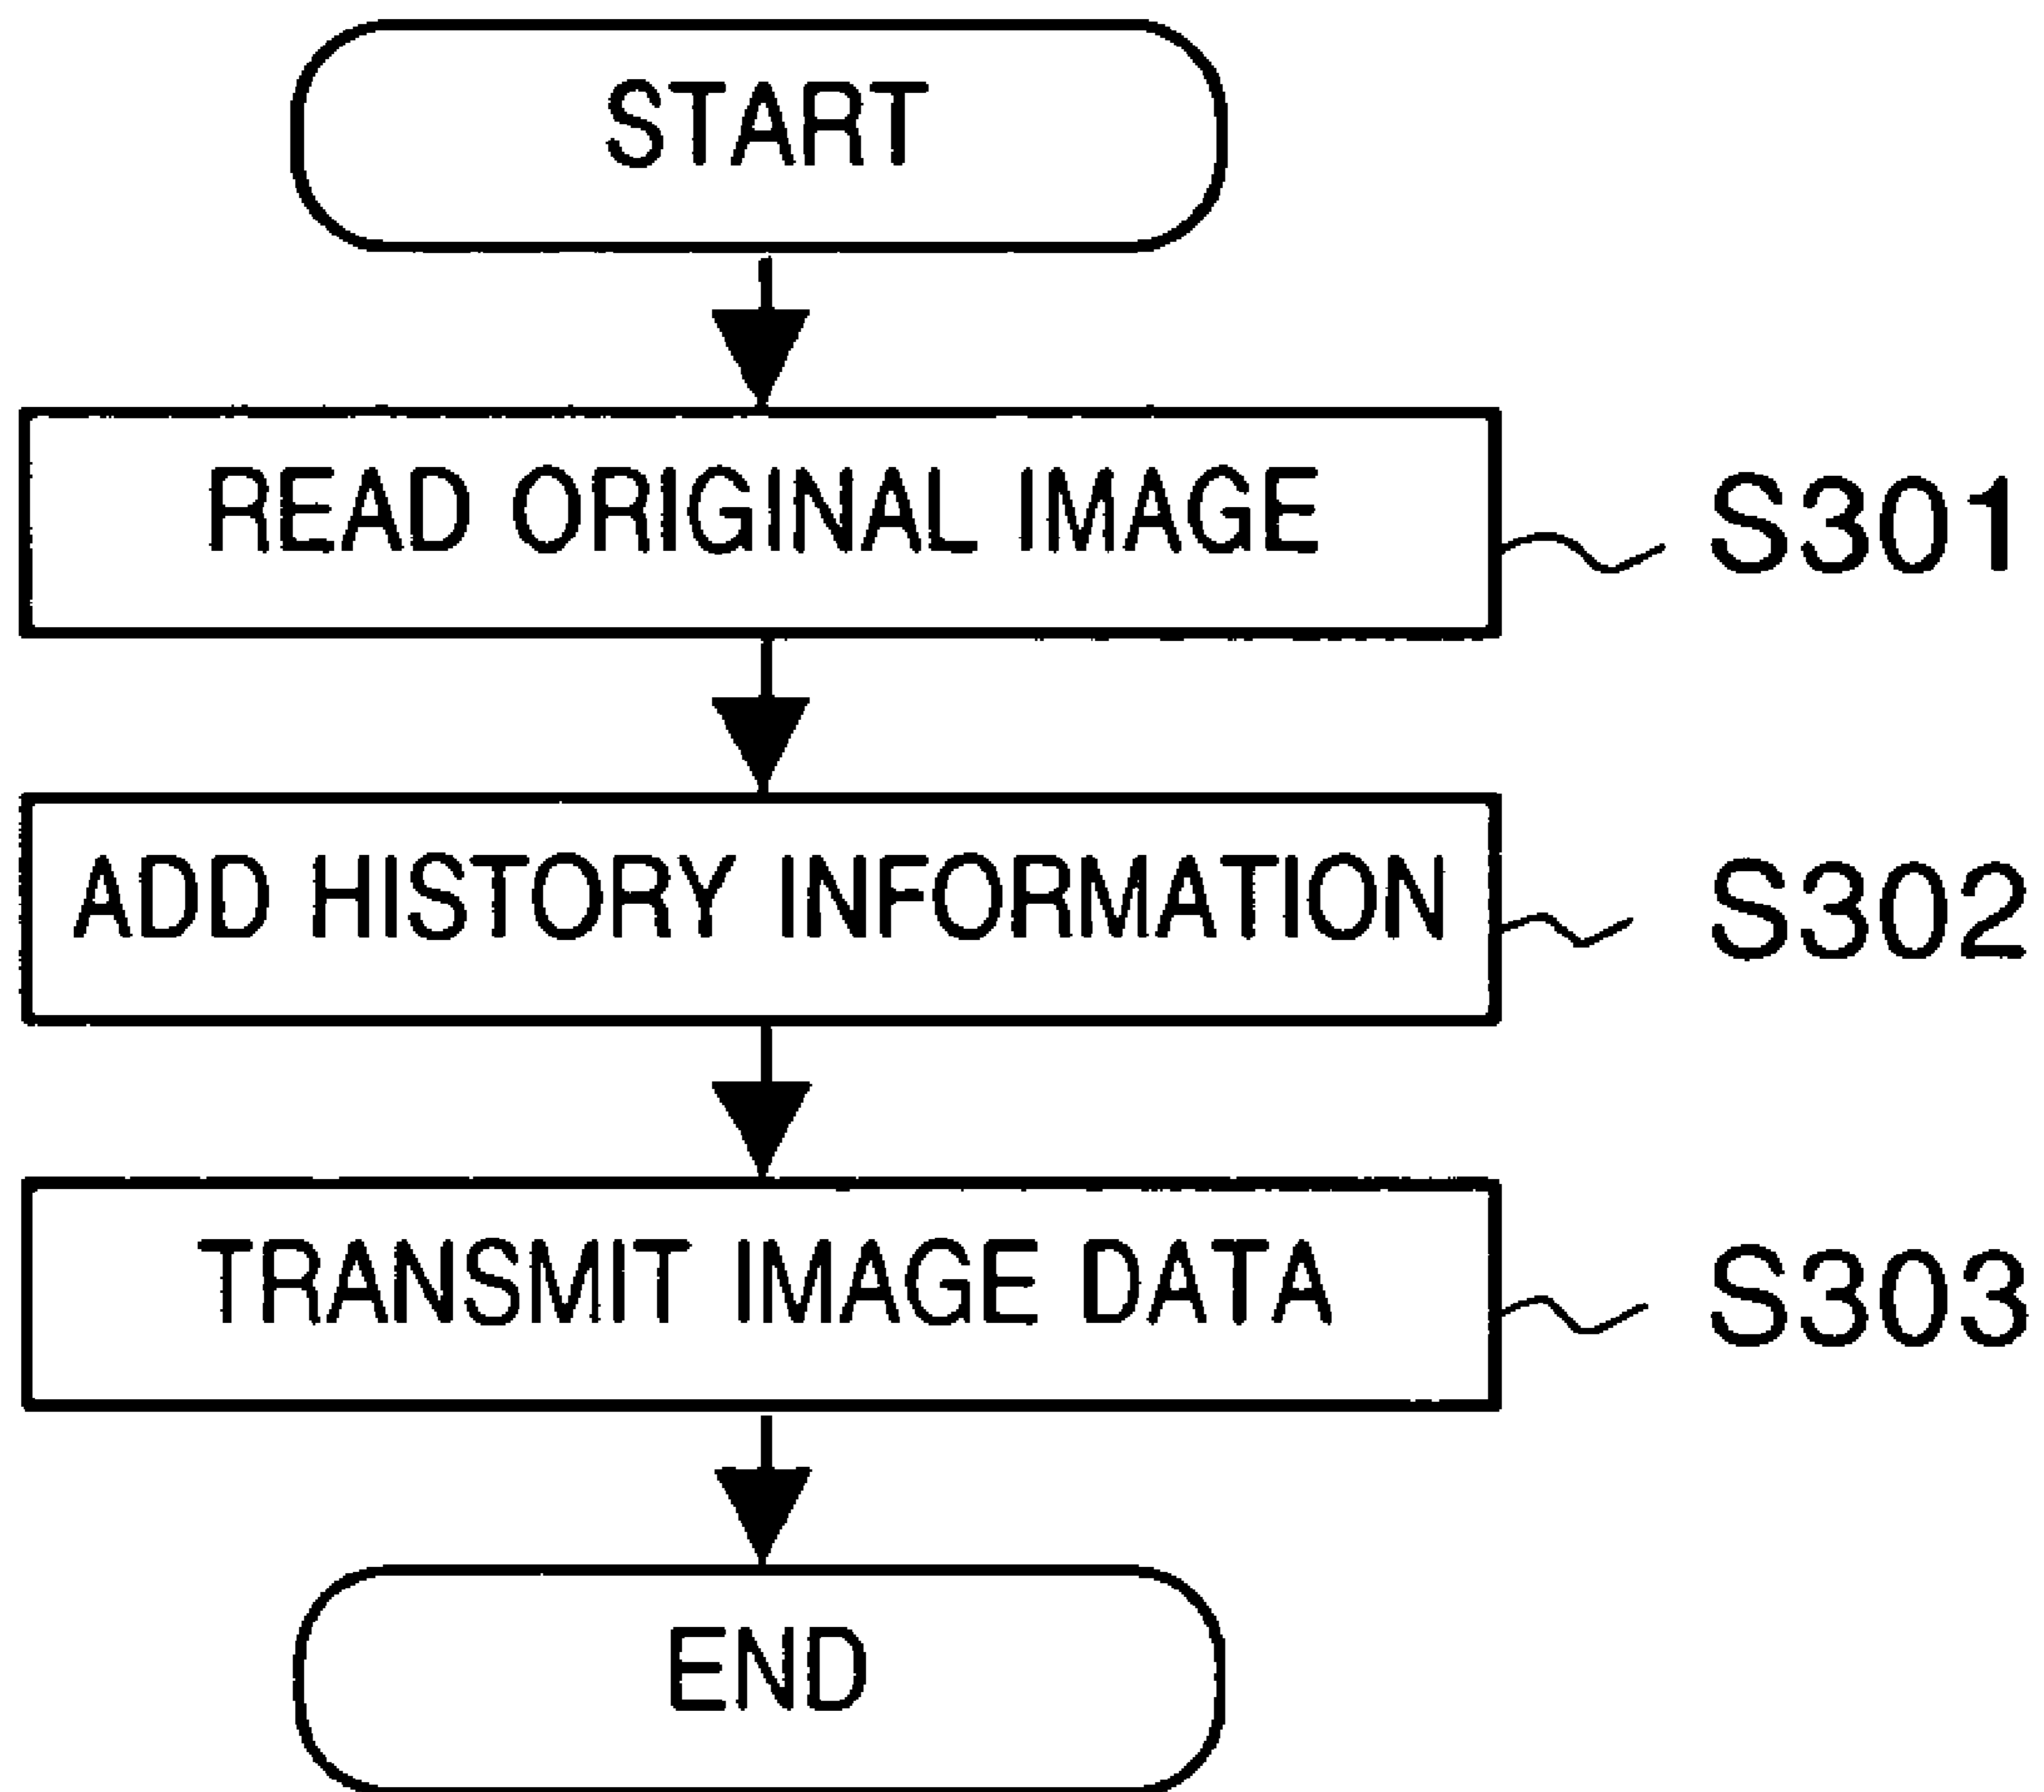 START
READ ORIGINAL IMAGE S301
ADD HISTORY INFORMATION S302
TRANSMIT IMAGE DATA S303
END